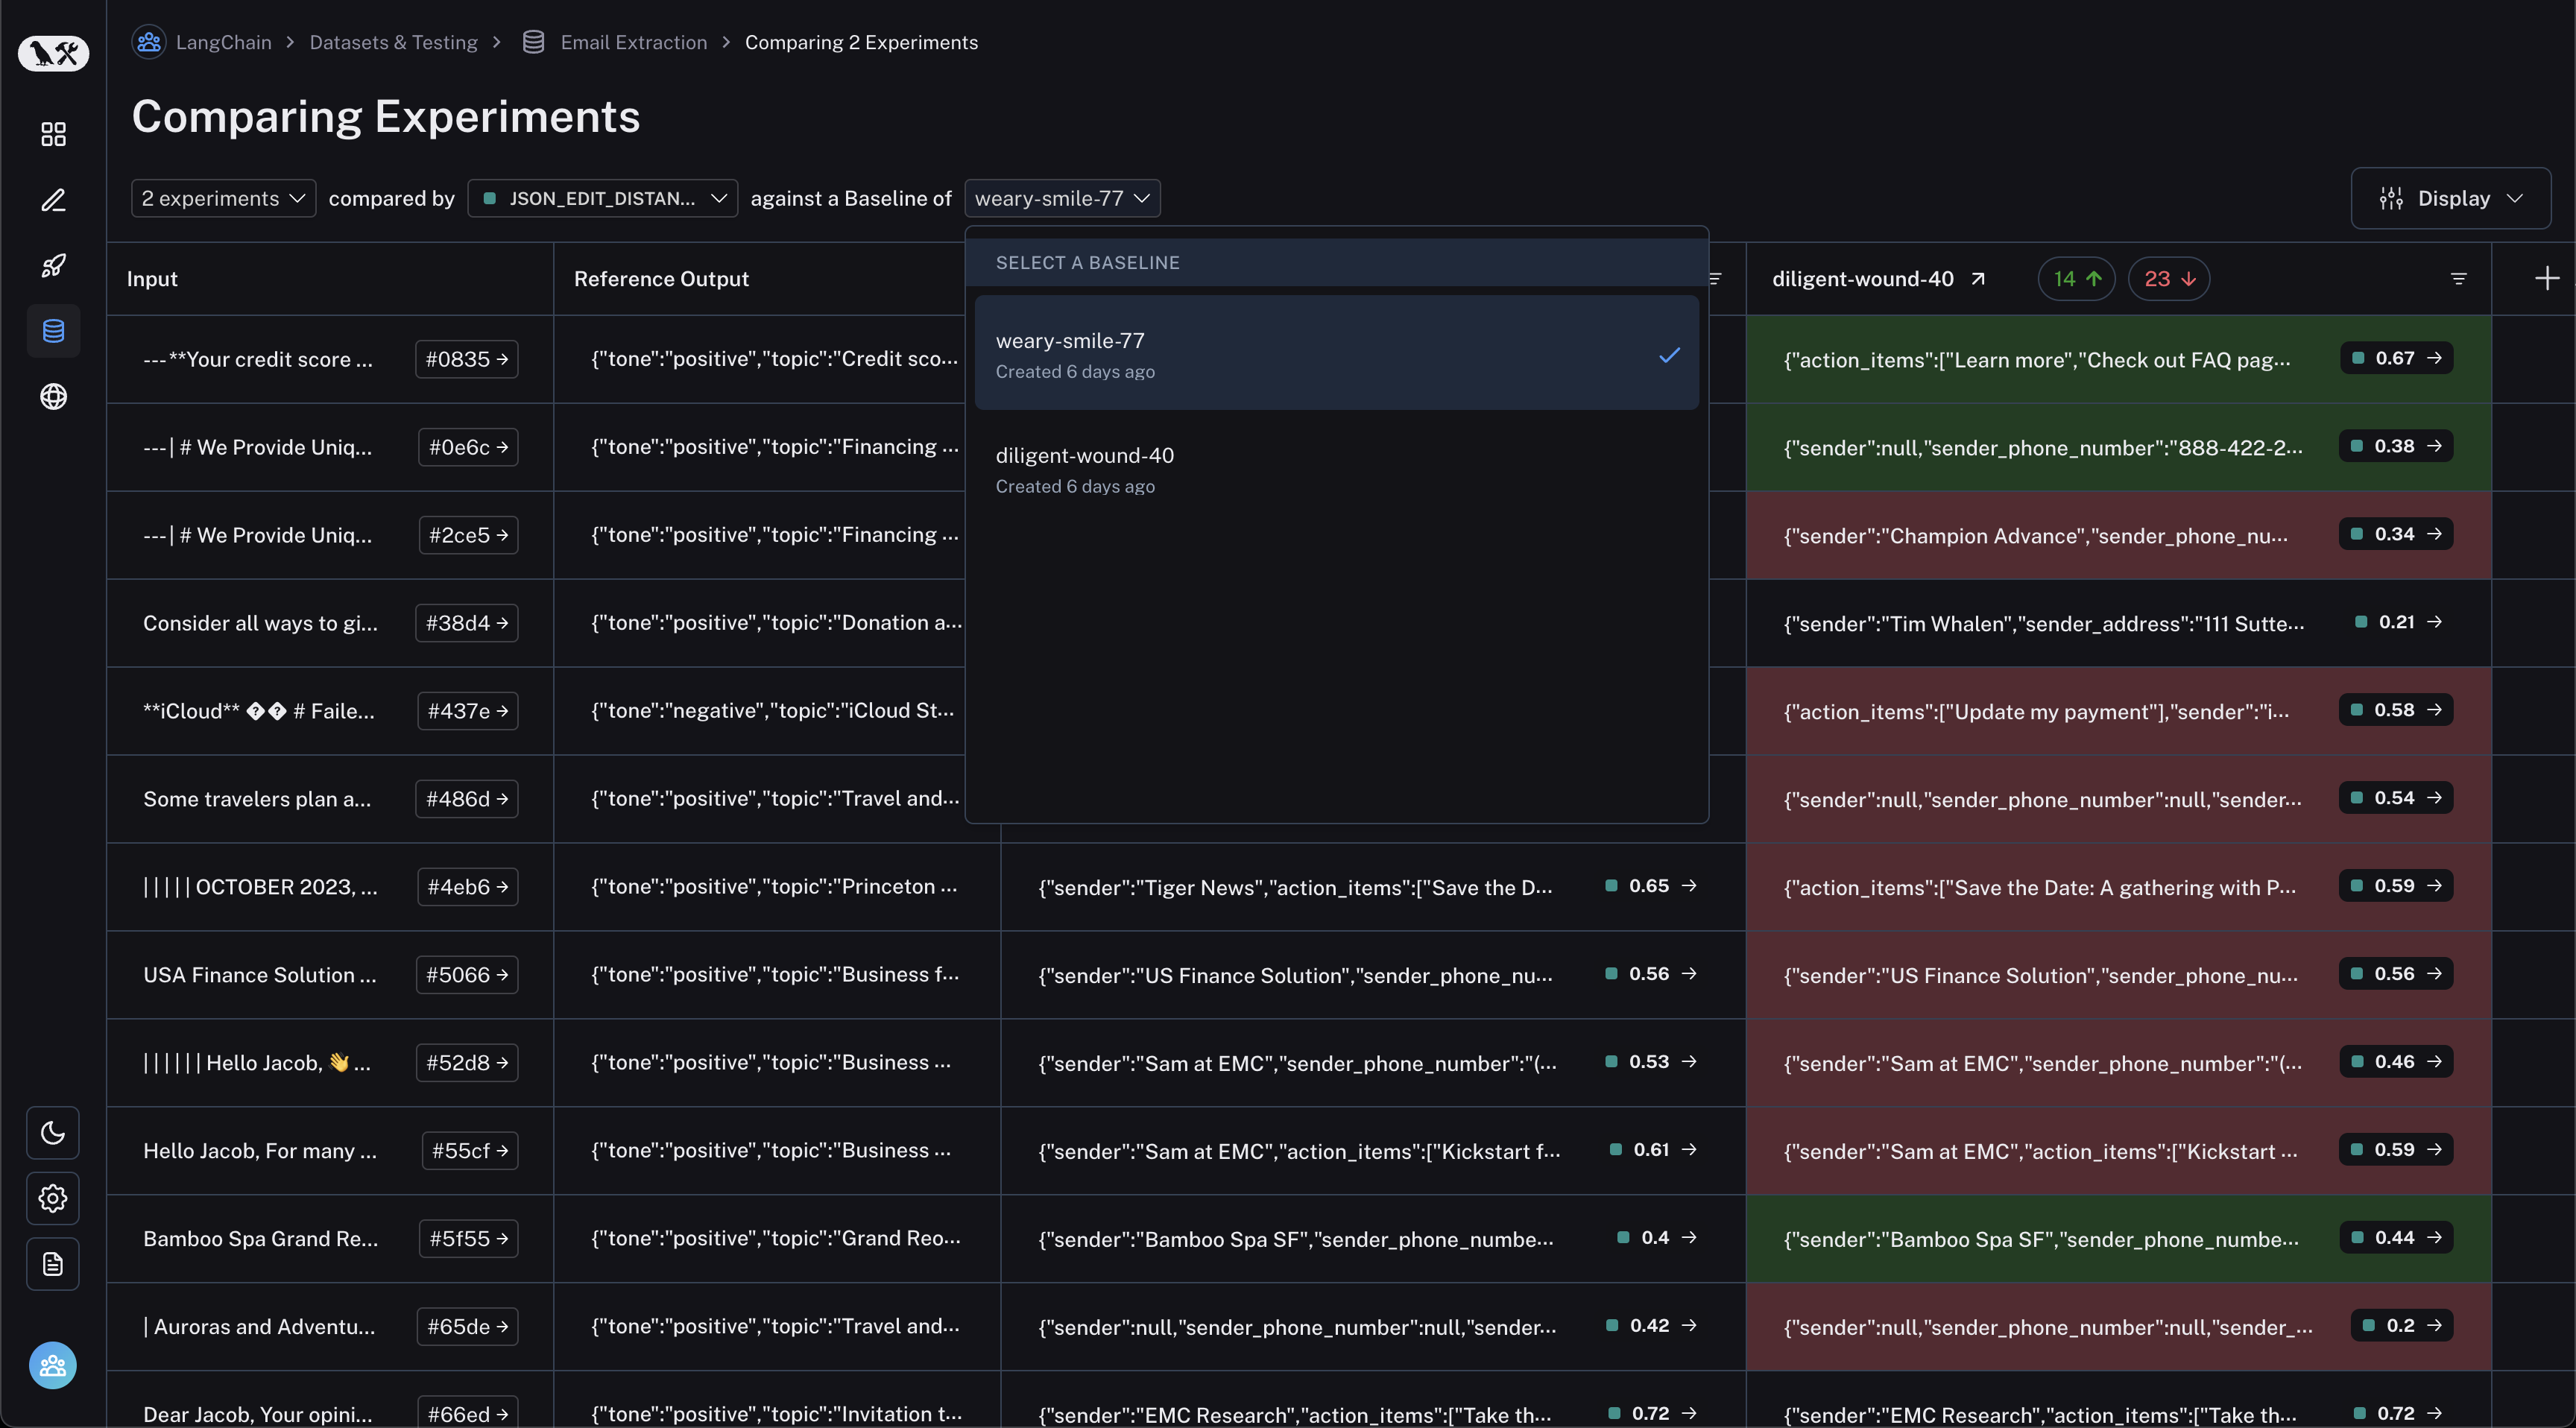 LangChain > Datasets & Testing > Email Extraction > Comparing 2 Experiments
Comparing Experiments
2 experiments compared by JSON_EDIT_DISTAN... against a Baseline of weary-smile-77
Display
SELECT A BASELINE
weary-smile-77
Created 6 days ago
diligent-wound-40
Created 6 days ago
Input Reference Output diligent-wound-40 14 ↑ 23 ↓ +
---**Your credit score ... #0835 → {"tone":"positive","topic":"Credit sco... {"action_items":["Learn more","Check out FAQ pag... 0.67 →
---| # We Provide Uniq... #0e6c → {"tone":"positive","topic":"Financing ... {"sender":null,"sender_phone_number":"888-422-2... 0.38 →
---| # We Provide Uniq... #2ce5 → {"tone":"positive","topic":"Financing ... {"sender":"Champion Advance","sender_phone_nu... 0.34 →
Consider all ways to gi... #38d4 → {"tone":"positive","topic":"Donation a... {"sender":"Tim Whalen","sender_address":"111 Sutte... 0.21 →
**iCloud** �� # Faile... #437e → {"tone":"negative","topic":"iCloud St... {"action_items":["Update my payment"],"sender":"i... 0.58 →
Some travelers plan a... #486d → {"tone":"positive","topic":"Travel and... {"sender":null,"sender_phone_number":null,"sender... 0.54 →
| | | | | OCTOBER 2023, ... #4eb6 → {"tone":"positive","topic":"Princeton ... {"sender":"Tiger News","action_items":["Save the D... 0.65 → {"action_items":["Save the Date: A gathering with P... 0.59 →
USA Finance Solution ... #5066 → {"tone":"positive","topic":"Business f... {"sender":"US Finance Solution","sender_phone_nu... 0.56 → {"sender":"US Finance Solution","sender_phone_nu... 0.56 →
| | | | | | Hello Jacob, 👋 ... #52d8 → {"tone":"positive","topic":"Business ... {"sender":"Sam at EMC","sender_phone_number":"(... 0.53 → {"sender":"Sam at EMC","sender_phone_number":"(... 0.46 →
Hello Jacob, For many ... #55cf → {"tone":"positive","topic":"Business ... {"sender":"Sam at EMC","action_items":["Kickstart f... 0.61 → {"sender":"Sam at EMC","action_items":["Kickstart ... 0.59 →
Bamboo Spa Grand Re... #5f55 → {"tone":"positive","topic":"Grand Reo... {"sender":"Bamboo Spa SF","sender_phone_numbe... 0.4 → {"sender":"Bamboo Spa SF","sender_phone_numbe... 0.44 →
| Auroras and Adventu... #65de → {"tone":"positive","topic":"Travel and... {"sender":null,"sender_phone_number":null,"sender... 0.42 → {"sender":null,"sender_phone_number":null,"sender_... 0.2 →
Dear Jacob, Your opini... #66ed → {"tone":"positive","topic":"Invitation t... {"sender":"EMC Research","action_items":["Take th... 0.72 → {"sender":"EMC Research","action_items":["Take th... 0.72 →